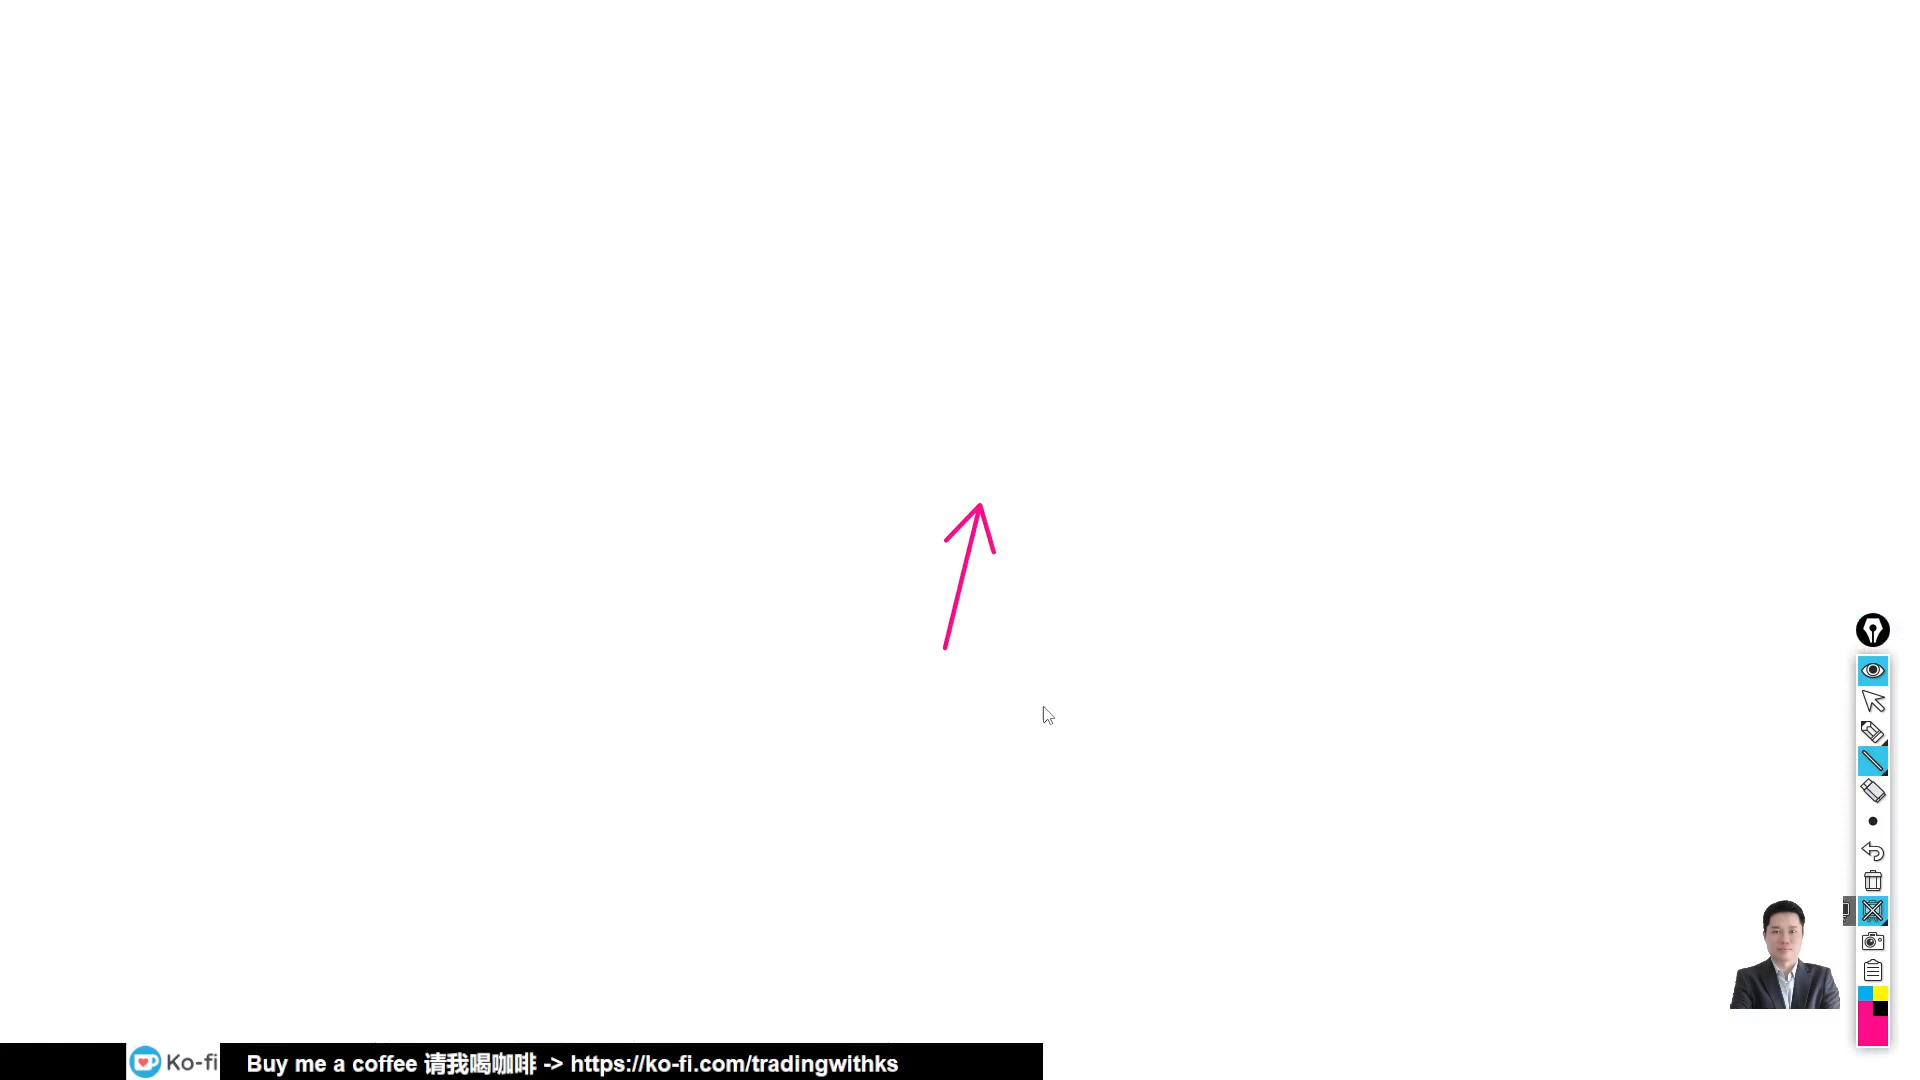 Ko-fi
Buy me a coffee 请我喝咖啡 -> https://ko-fi.com/tradingwithks